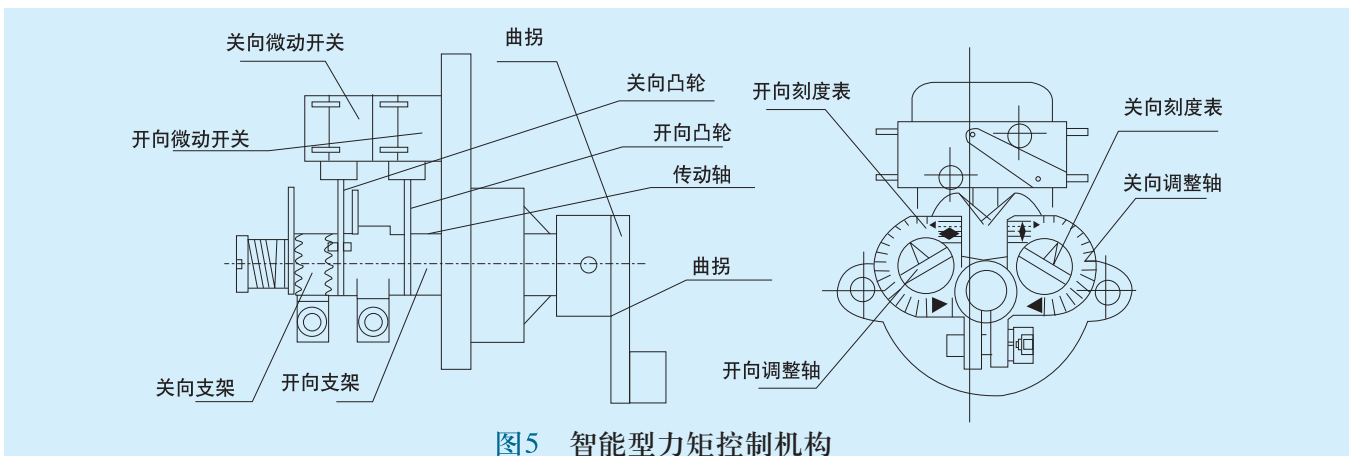 关向微动开关
曲拐
关向凸轮
开向微动开关
开向凸轮
传动轴
曲拐
关向支架
开向支架
开向刻度表
关向刻度表
关向调整轴
开向调整轴
图5 智能型力矩控制机构